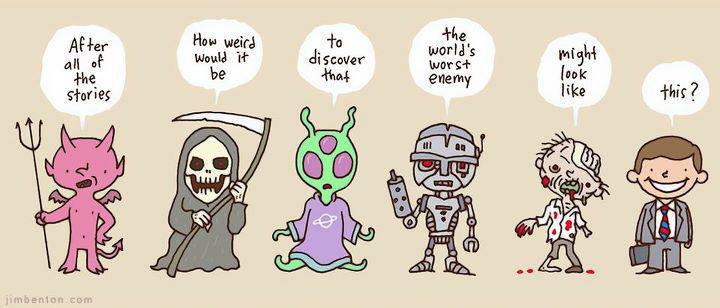 After
all of
the
stories
How weird
would it
be
to
discover
that
the
world's
worst
enemy
might
look
like
this?
jimbenton.com